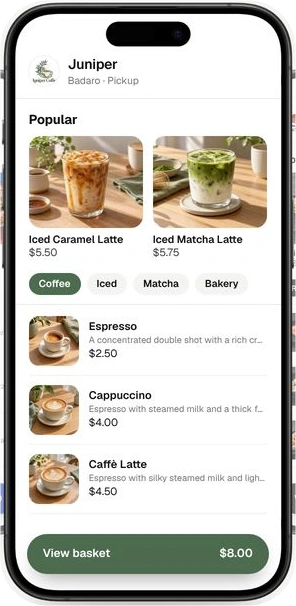 Juniper
Badaro · Pickup
Popular
Iced Caramel Latte
$5.50
Iced Matcha Latte
$5.75
Coffee
Iced
Matcha
Bakery
Espresso
A concentrated double shot with a rich cr...
$2.50
Cappuccino
Espresso with steamed milk and a thick f...
$4.00
Caffè Latte
Espresso with silky steamed milk and ligh...
$4.50
View basket
$8.00